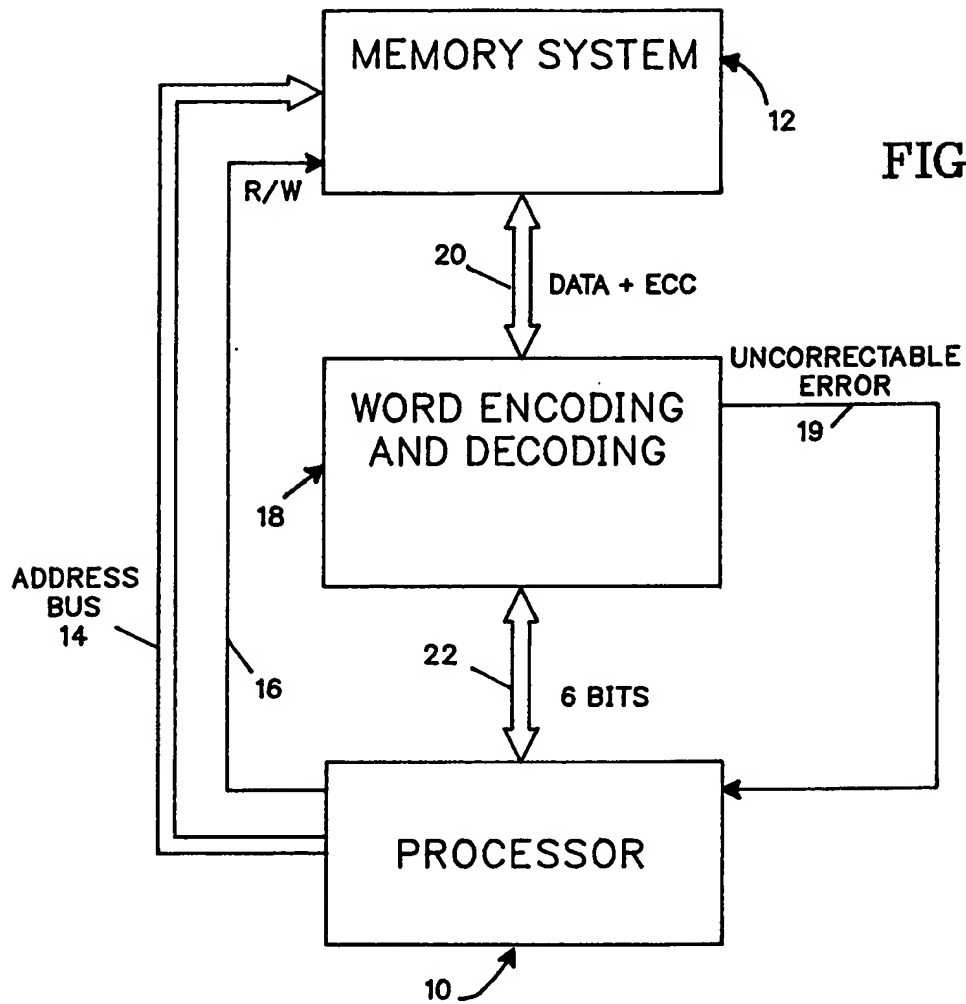 MEMORY SYSTEM
12
FIG
R/W
20
DATA + ECC
UNCORRECTABLE
ERROR
19
WORD ENCODING
AND DECODING
18
ADDRESS
BUS
14
16
22
6 BITS
PROCESSOR
10